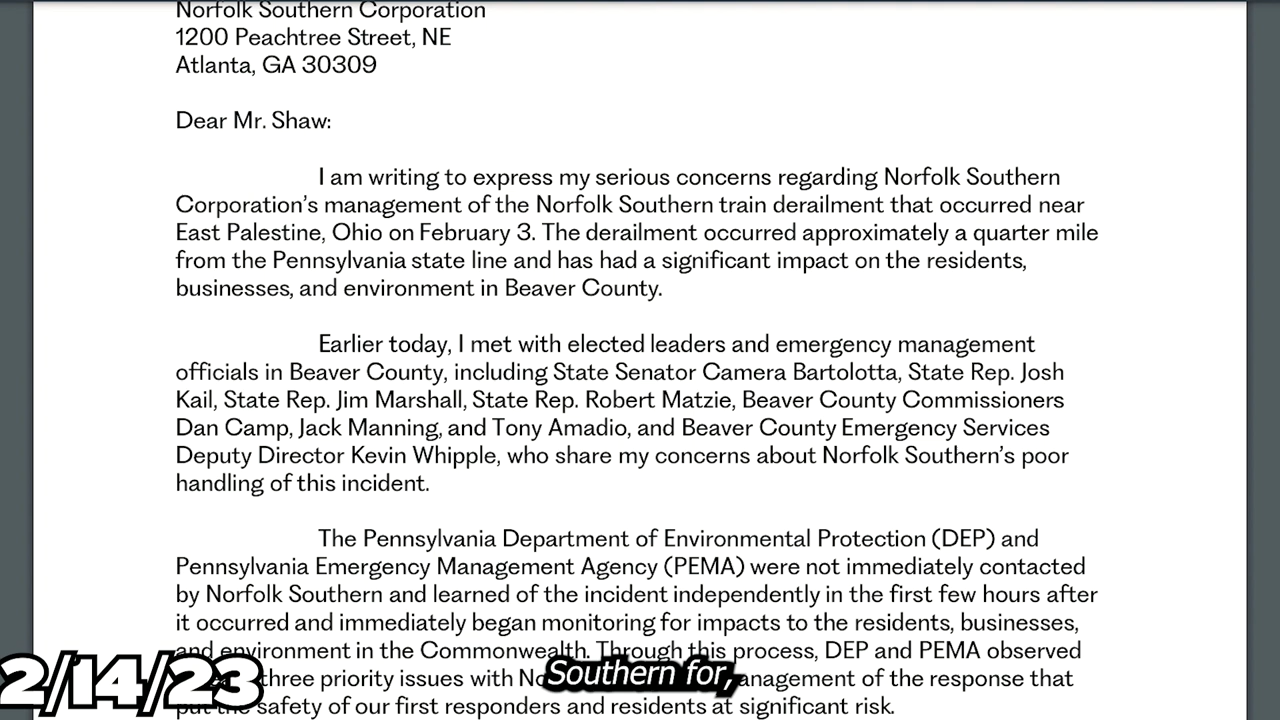 Norfolk Southern Corporation
1200 Peachtree Street, NE
Atlanta, GA 30309
Dear Mr. Shaw:
I am writing to express my serious concerns regarding Norfolk Southern
Corporation’s management of the Norfolk Southern train derailment that occurred near
East Palestine, Ohio on February 3. The derailment occurred approximately a quarter mile
from the Pennsylvania state line and has had a significant impact on the residents,
businesses, and environment in Beaver County.
Earlier today, I met with elected leaders and emergency management
officials in Beaver County, including State Senator Camera Bartolotta, State Rep. Josh
Kail, State Rep. Jim Marshall, State Rep. Robert Matzie, Beaver County Commissioners
Dan Camp, Jack Manning, and Tony Amadio, and Beaver County Emergency Services
Deputy Director Kevin Whipple, who share my concerns about Norfolk Southern’s poor
handling of this incident.
The Pennsylvania Department of Environmental Protection (DEP) and
Pennsylvania Emergency Management Agency (PEMA) were not immediately contacted
by Norfolk Southern and learned of the incident independently in the first few hours after
it occurred and immediately began monitoring for impacts to the residents, businesses,
and environment in the Commonwealth. Through this process, DEP and PEMA observed
three priority issues with of the response that
put the safety of our first responders and residents at significant risk.
2/14/23
Southern for,